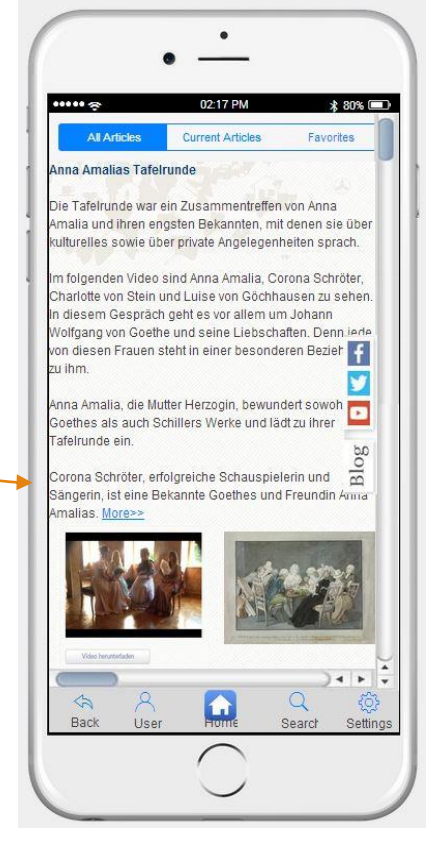 02:17 PM
80%
All Articles Current Articles Favorites
Anna Amalias Tafelrunde
Die Tafelrunde war ein Zusammentreffen von Anna
Amalia und ihren engsten Bekannten, mit denen sie über
kulturelles sowie über private Angelegenheiten sprach.
Im folgenden Video sind Anna Amalia, Corona Schröter,
Charlotte von Stein und Luise von Göchhausen zu sehen.
In diesem Gespräch geht es vor allem um Johann
Wolfgang von Goethe und seine Liebschaften. Denn jede
von diesen Frauen steht in einer besonderen Bezieh
zu ihm.
Anna Amalia, die Mutter Herzogin, bewundert sowoh
Goethes als auch Schillers Werke und lädt zu ihrer
Tafelrunde ein.
Corona Schröter, erfolgreiche Schauspielerin und
Sängerin, ist eine Bekannte Goethes und Freundin Anna
Amalias. More>>
Blog
Video herunterladen
Back User Home Search Settings